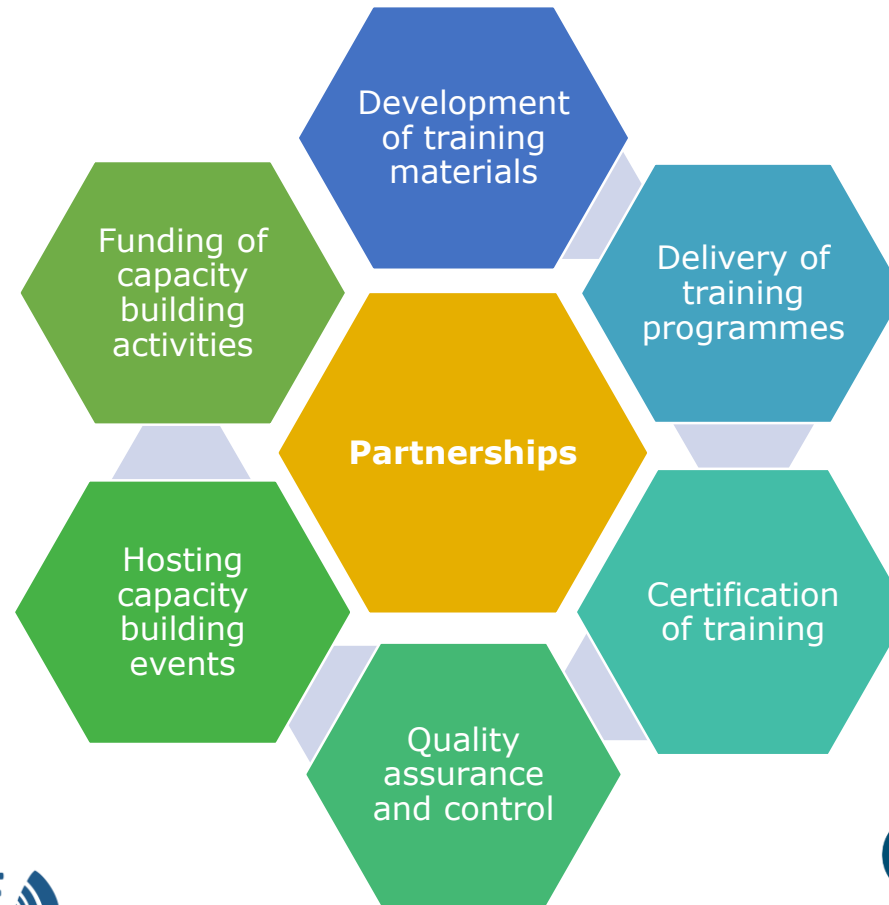 Development
of training
materials
Funding of
capacity
building
activities
Delivery of
training
programmes
Partnerships
Hosting
capacity
building
events
Certification
of training
Quality
assurance
and control